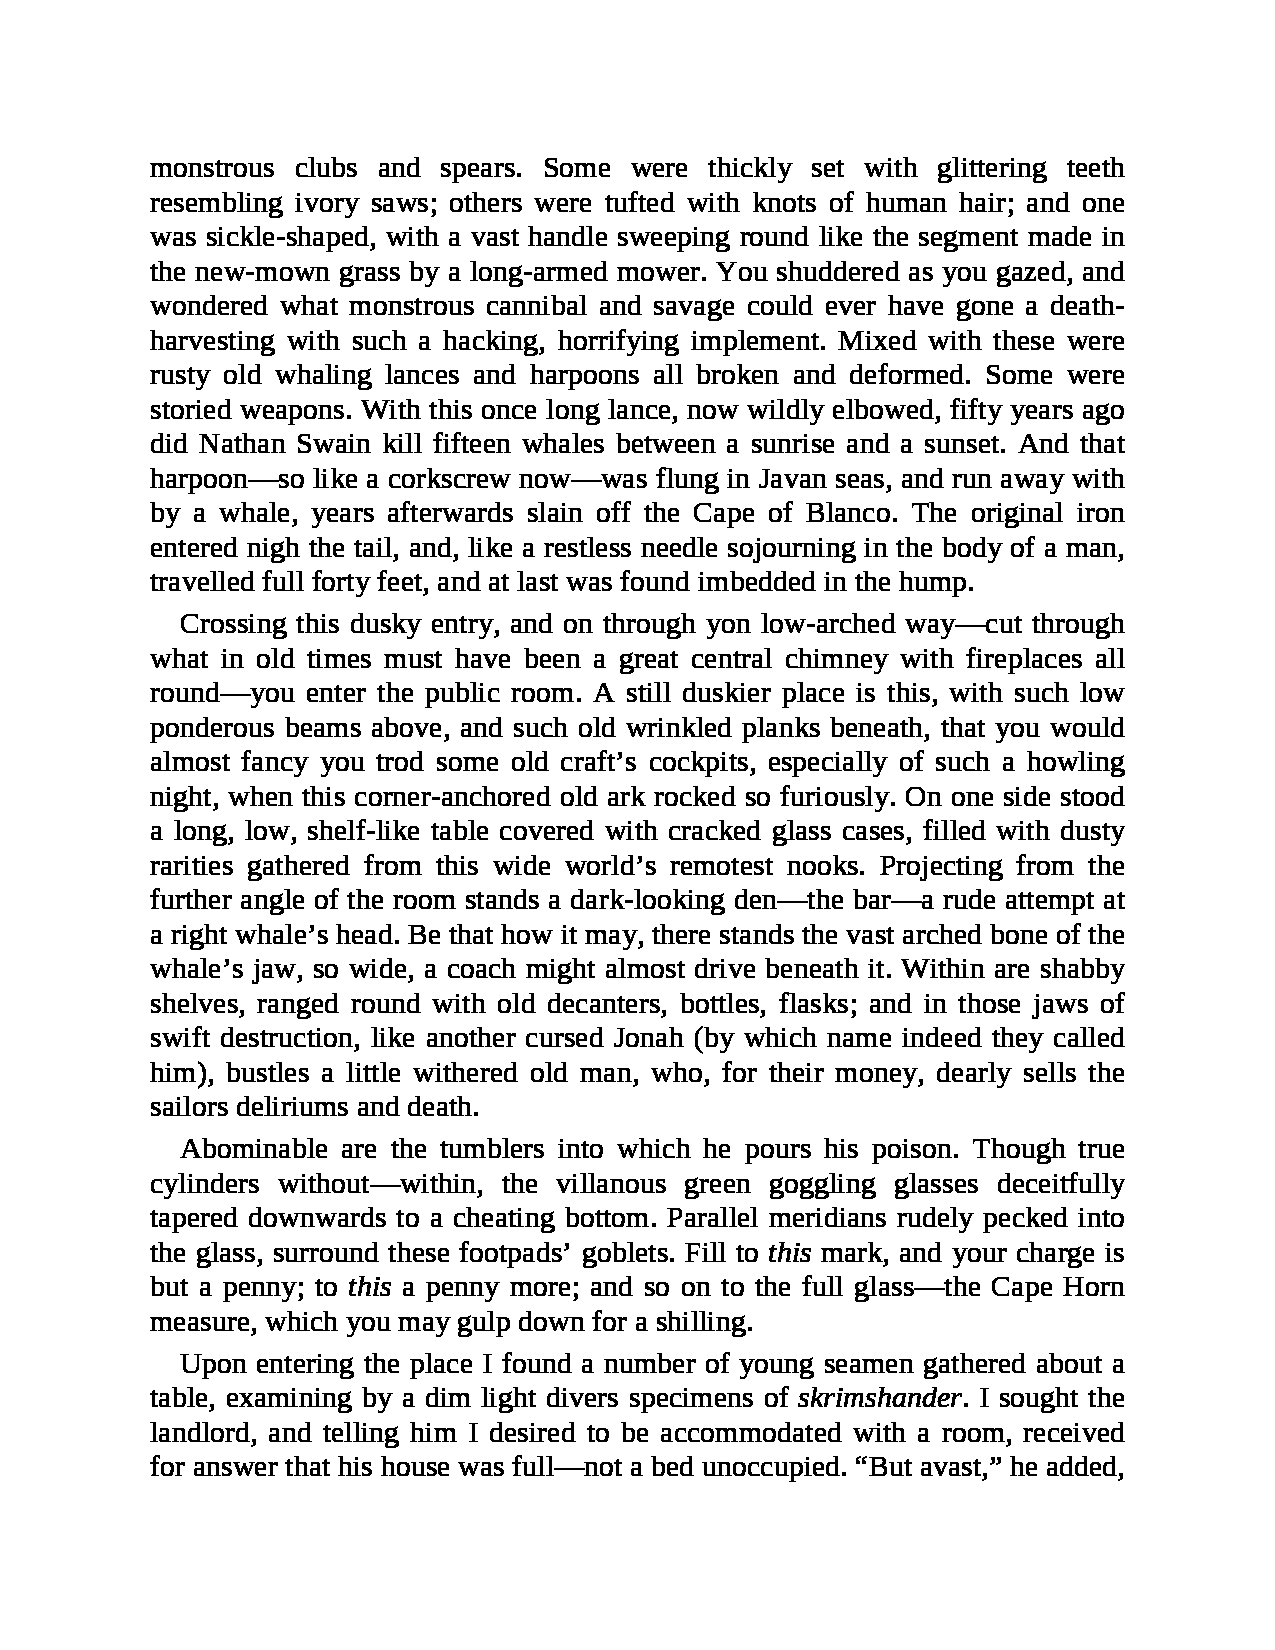 monstrous clubs and spears. Some were thickly set with glittering teeth
resembling ivory saws; others were tufted with knots of human hair; and one
was sickle-shaped, with a vast handle sweeping round like the segment made in
the new-mown grass by a long-armed mower. You shuddered as you gazed, and
wondered what monstrous cannibal and savage could ever have gone a death-
harvesting with such a hacking, horrifying implement. Mixed with these were
rusty old whaling lances and harpoons all broken and deformed. Some were
storied weapons. With this once long lance, now wildly elbowed, fifty years ago
did Nathan Swain kill fifteen whales between a sunrise and a sunset. And that
harpoon—so like a corkscrew now—was flung in Javan seas, and run away with
by a whale, years afterwards slain off the Cape of Blanco. The original iron
entered nigh the tail, and, like a restless needle sojourning in the body of a man,
travelled full forty feet, and at last was found imbedded in the hump.
Crossing this dusky entry, and on through yon low-arched way—cut through
what in old times must have been a great central chimney with fireplaces all
round—you enter the public room. A still duskier place is this, with such low
ponderous beams above, and such old wrinkled planks beneath, that you would
almost fancy you trod some old craft’s cockpits, especially of such a howling
night, when this corner-anchored old ark rocked so furiously. On one side stood
a long, low, shelf-like table covered with cracked glass cases, filled with dusty
rarities gathered from this wide world’s remotest nooks. Projecting from the
further angle of the room stands a dark-looking den—the bar—a rude attempt at
a right whale’s head. Be that how it may, there stands the vast arched bone of the
whale’s jaw, so wide, a coach might almost drive beneath it. Within are shabby
shelves, ranged round with old decanters, bottles, flasks; and in those jaws of
swift destruction, like another cursed Jonah (by which name indeed they called
him), bustles a little withered old man, who, for their money, dearly sells the
sailors deliriums and death.
Abominable are the tumblers into which he pours his poison. Though true
cylinders without—within, the villanous green goggling glasses deceitfully
tapered downwards to a cheating bottom. Parallel meridians rudely pecked into
the glass, surround these footpads’ goblets. Fill to this mark, and your charge is
but a penny; to this a penny more; and so on to the full glass—the Cape Horn
measure, which you may gulp down for a shilling.
Upon entering the place I found a number of young seamen gathered about a
table, examining by a dim light divers specimens of skrimshander. I sought the
landlord, and telling him I desired to be accommodated with a room, received
for answer that his house was full—not a bed unoccupied. “But avast,” he added,